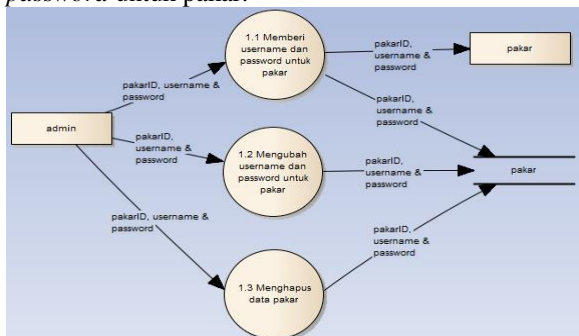 password untuk pakar.
1.1 Memberi
username dan
password untuk
pakar
pakarID,
username &
password
pakar
pakarID, username &
password
pakarID,
username &
password
admin
pakarID,
username &
password
1.2 Mengubah
username dan
password untuk
pakar
pakarID,
username &
password
pakar
pakarID, username &
password
pakarID,
username &
password
1.3 Menghapus
data pakar